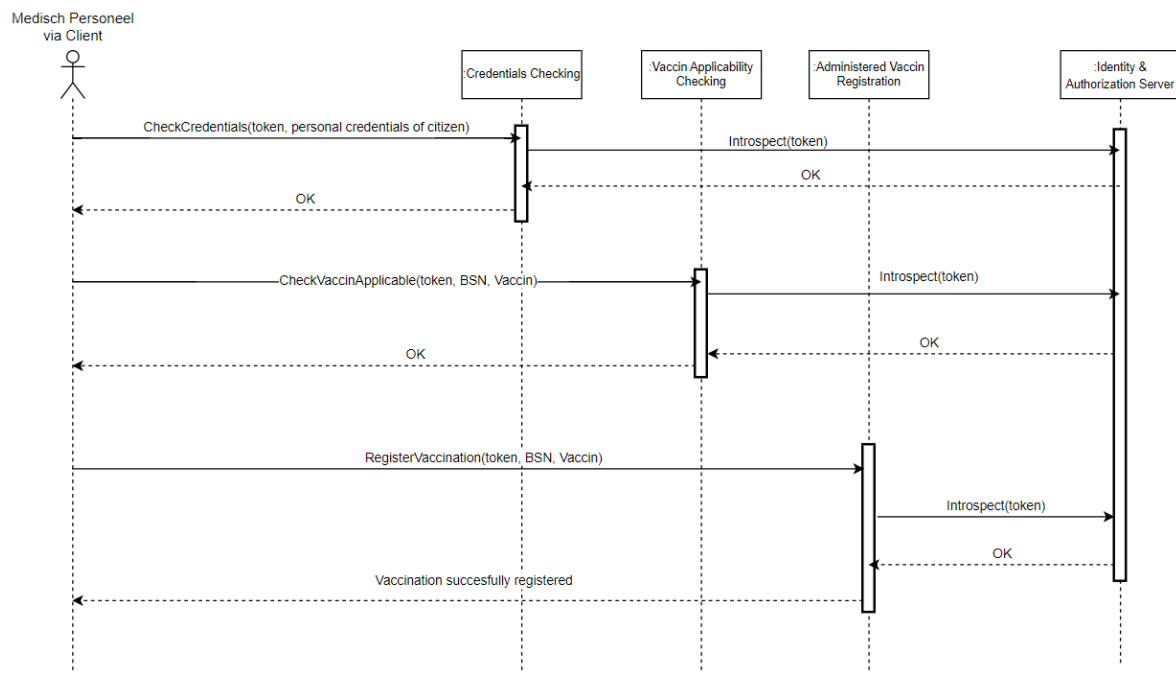 Medisch Personeel
via Client
:Credentials Checking
:Vaccin Applicability
Checking
:Administered Vaccin
Registration
:Identity &
Authorization Server
CheckCredentials(token, personal credentials of citizen)
Introspect(token)
OK
OK
CheckVaccinApplicable(token, BSN, Vaccin)
Introspect(token)
OK
OK
RegisterVaccination(token, BSN, Vaccin)
Introspect(token)
OK
Vaccination succesfully registered